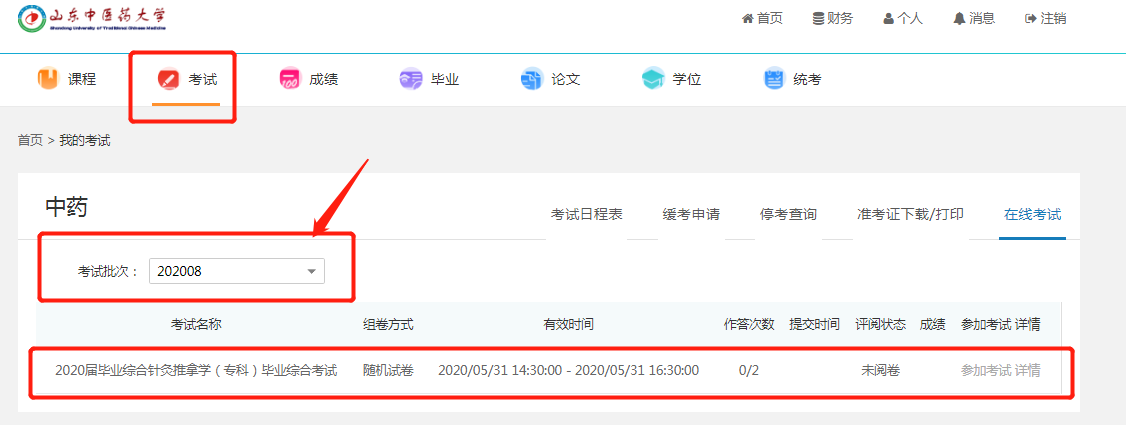 山东中医药大学
Shandong University of Traditional Chinese Medicine
首页 财务 个人 消息 注销
课程 考试 成绩 毕业 论文 学位 统考
首页 > 我的考试
中药
考试日程表 缓考申请 停考查询 准考证下载/打印 在线考试
考试批次： 202008
考试名称 组卷方式 有效时间 作答次数 提交时间 评阅状态 成绩 参加考试 详情
2020届毕业综合针灸推拿学（专科）毕业综合考试 随机试卷 2020/05/31 14:30:00 - 2020/05/31 16:30:00 0/2 未阅卷 参加考试 详情